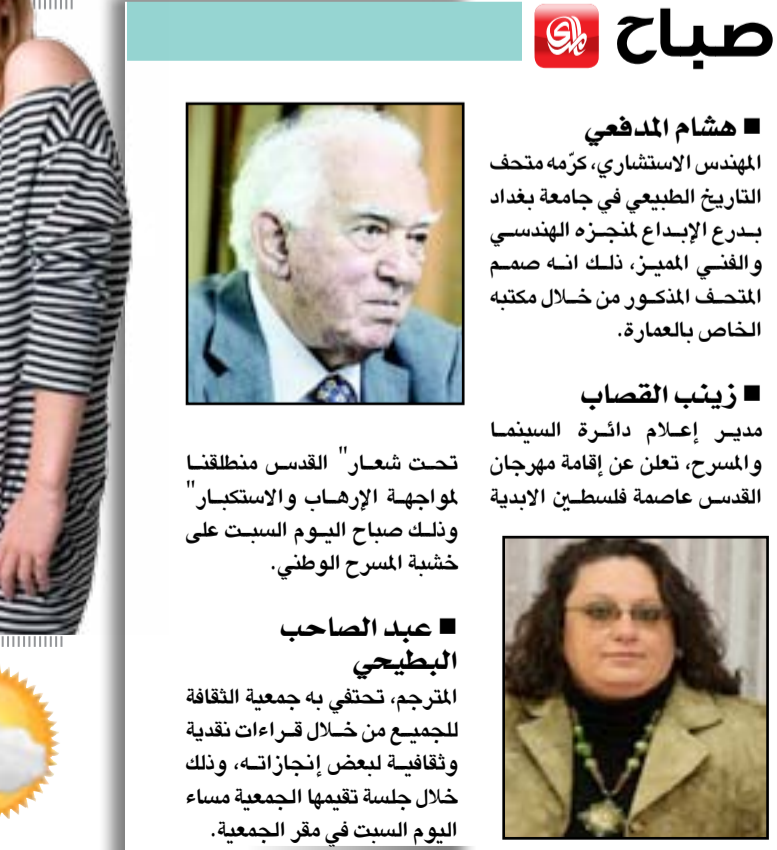 صباح
■ هشام المدفعي
المهندس الاستشاري، كرّمه متحف
التاريخ الطبيعي في جامعة بغداد
بدرع الإبداع لمنجزه الهندسي
والفني المميز، ذلك انه صمم
المتحف المذكور من خلال مكتبه
الخاص بالعمارة.
■ زينب القصاب
مدير إعلام دائرة السينما
والمسرح، تعلن عن إقامة مهرجان
القدس عاصمة فلسطين الابدية
تحت شعار" القدس منطلقنا
لمواجهة الإرهاب والاستكبار"
وذلك صباح اليوم السبت على
خشبة المسرح الوطني.
■ عبد الصاحب
البطيحي
المترجم، تحتفي به جمعية الثقافة
للجميع من خلال قراءات نقدية
وثقافية لبعض إنجازاته، وذلك
خلال جلسة تقيمها الجمعية مساء
اليوم السبت في مقر الجمعية.